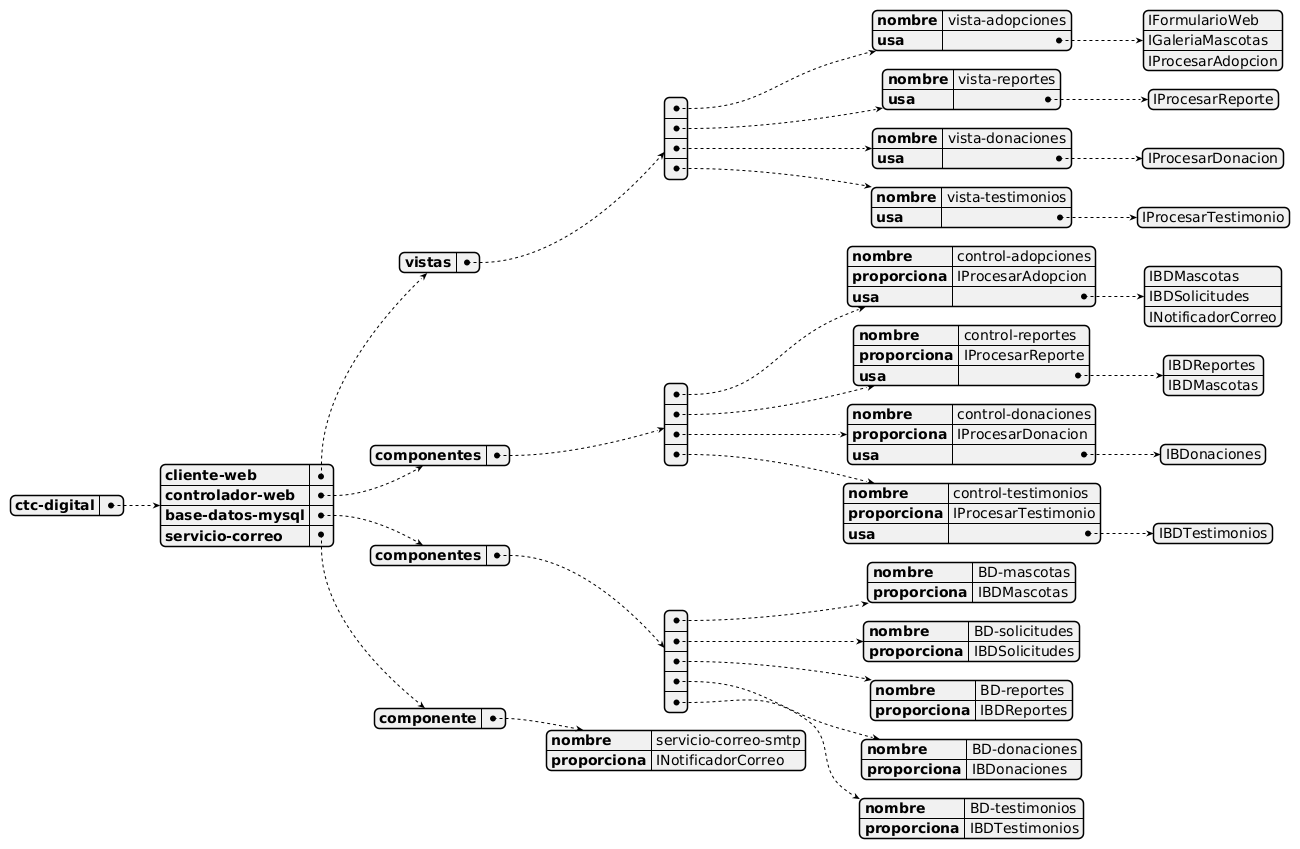 ctc-digital
cliente-web
controlador-web
base-datos-mysql
servicio-correo
vistas
nombre vista-adopciones
usa
IFormularioWeb
IGaleriaMascotas
IProcesarAdopcion
nombre vista-reportes
usa
IProcesarReporte
nombre vista-donaciones
usa
IProcesarDonacion
nombre vista-testimonios
usa
IProcesarTestimonio
componentes
nombre control-adopciones
proporciona IProcesarAdopcion
usa
IBDMascotas
IBDSolicitudes
INotificadorCorreo
nombre control-reportes
proporciona IProcesarReporte
usa
IBDReportes
IBDMascotas
nombre control-donaciones
proporciona IProcesarDonacion
usa
IBDonaciones
nombre control-testimonios
proporciona IProcesarTestimonio
usa
IBDTestimonios
componentes
nombre BD-mascotas
proporciona IBDMascotas
nombre BD-solicitudes
proporciona IBDSolicitudes
nombre BD-reportes
proporciona IBDReportes
nombre BD-donaciones
proporciona IBDonaciones
nombre BD-testimonios
proporciona IBDTestimonios
componente
nombre servicio-correo-smtp
proporciona INotificadorCorreo